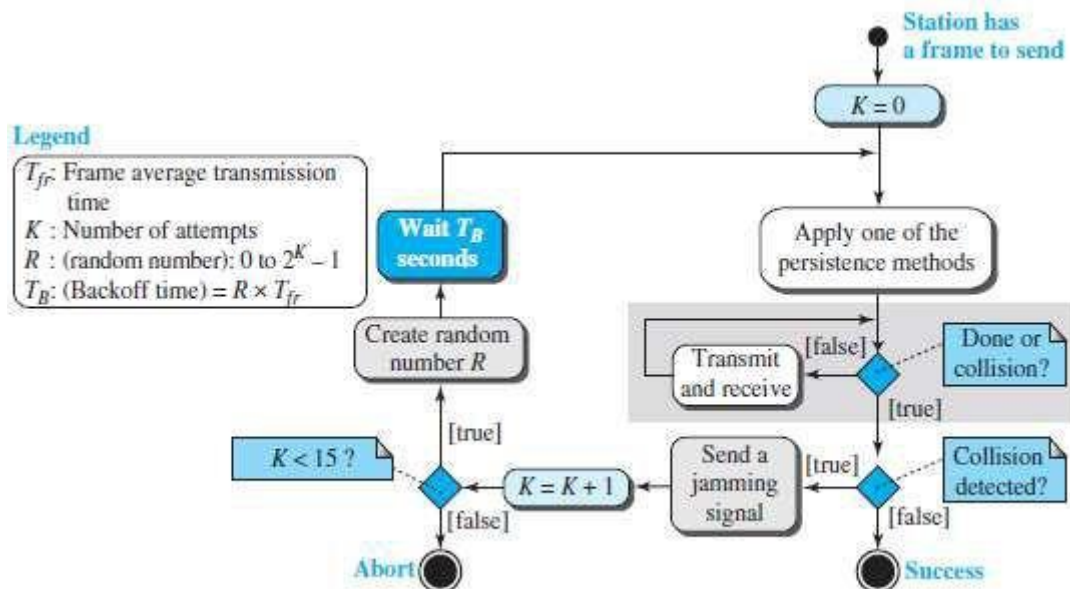 Station has
a frame to send
K = 0
Legend
T_fr: Frame average transmission
time
K : Number of attempts
R : (random number): 0 to 2^K – 1
T_B: (Backoff time) = R × T_fr
Wait T_B
seconds
Apply one of the
persistence methods
Create random
number R
Transmit
and receive
[false]
Done or
collision?
[true]
K < 15 ?
[true]
K = K + 1
Send a
jamming
signal
[true]
Collision
detected?
[false]
[false]
Abort
Success